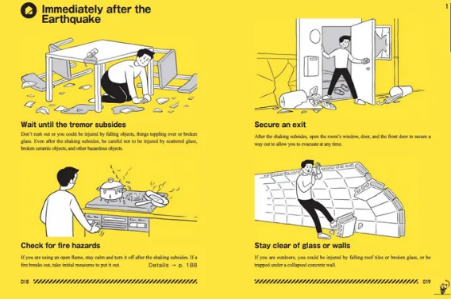 Immediately after the
Earthquake
Wait until the tremor subsides
Don't rush out or you could be injured by falling objects, things toppling over or broken
glass. Even after the shaking subsides, be careful not to be injured by scattered glass,
broken ceramic objects, and other hazardous objects.
Check for fire hazards
If you are using an open flame, stay calm and turn it off after the shaking subsides. If a
fire breaks out, take initial measures to put it out. Details → p. 188
018
Secure an exit
After the shaking subsides, open the room's window, door, and the front door to secure a
way out to allow you to evacuate at any time.
Stay clear of glass or walls
If you are outdoors, you could be injured by falling roof tiles or broken glass, or be
trapped under a collapsed concrete wall.
019
1